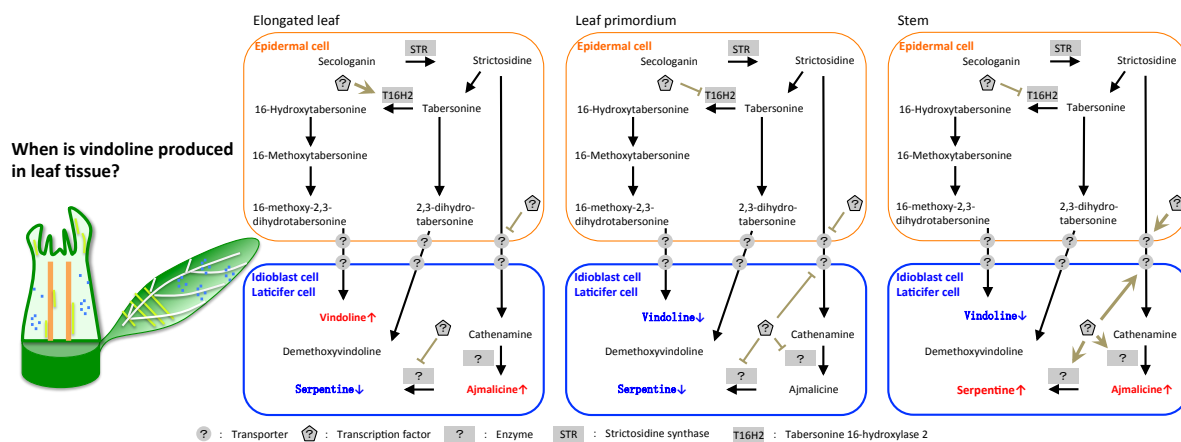 When is vindoline produced
in leaf tissue?
Elongated leaf
Epidermal cell
STR
Secologanin
Strictosidine
?
T16H2
16-Hydroxytabersonine
Tabersonine
16-Methoxytabersonine
16-methoxy-2,3-
dihydrotabersonine
2,3-dihydro-
tabersonine
?
? ? ?
? ? ?
Idioblast cell
Laticifer cell
Vindoline↑
?
Cathenamine
Demethoxyvindoline
?
?
Serpentine↓
Ajmalicine↑
Leaf primordium
Epidermal cell
STR
Secologanin
Strictosidine
?
T16H2
16-Hydroxytabersonine
Tabersonine
16-Methoxytabersonine
16-methoxy-2,3-
dihydrotabersonine
2,3-dihydro-
tabersonine
?
? ? ?
? ? ?
Idioblast cell
Laticifer cell
Vindoline↓
?
Cathenamine
Demethoxyvindoline
?
?
Serpentine↓
Ajmalicine
Stem
Epidermal cell
STR
Secologanin
Strictosidine
?
T16H2
16-Hydroxytabersonine
Tabersonine
16-Methoxytabersonine
16-methoxy-2,3-
dihydrotabersonine
2,3-dihydro-
tabersonine
?
? ? ?
? ? ?
Idioblast cell
Laticifer cell
Vindoline↓
?
Cathenamine
Demethoxyvindoline
?
?
Serpentine↑
Ajmalicine↑
? : Transporter ? : Transcription factor ? : Enzyme STR : Strictosidine synthase T16H2 : Tabersonine 16-hydroxylase 2